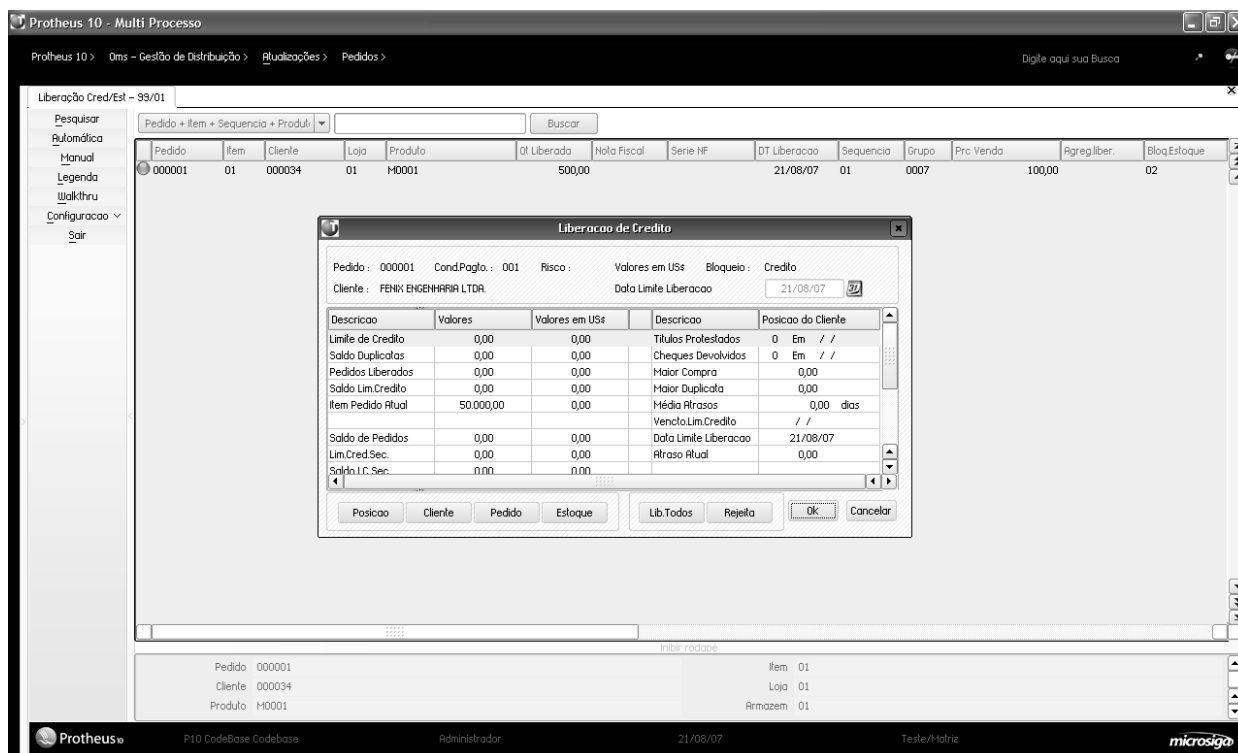 Protheus 10 - Multi Processo
Protheus 10 > Oms - Gestão de Distribuição > Atualizações > Pedidos > Digite aqui sua Busca
Liberação Cred/Est - 99/01
Pesquisar
Automática
Manual
Legenda
Walkthru
Configuracao
Sair
Pedido + Item + Sequencia + Produt Buscar
Pedido Item Cliente Loja Produto Qt Liberada Nota Fiscal Serie NF DT Liberacao Sequencia Grupo Prc Venda Agreg.liber. Bloq.Estoque
000001 01 000034 01 M0001 500,00 21/08/07 01 0007 100,00 02
Liberacao de Credito
Pedido : 000001 Cond.Pagto. : 001 Risco : Valores em US$ Bloqueio : Credito
Cliente : FENIX ENGENHARIA LTDA. Data Limite Liberacao 21/08/07 31
Descricao Valores Valores em US$ Descricao Posicao do Cliente
Limite de Credito 0,00 0,00 Titulos Protestados 0 Em / /
Saldo Duplicatas 0,00 0,00 Cheques Devolvidos 0 Em / /
Pedidos Liberados 0,00 0,00 Maior Compra 0,00
Saldo Lim.Credito 0,00 0,00 Maior Duplicata 0,00
Item Pedido Atual 50.000,00 0,00 Média Atrasos 0,00 dias
Vencto.Lim.Credito / /
Saldo de Pedidos 0,00 0,00 Data Limite Liberacao 21/08/07
Lim.Cred.Sec. 0,00 0,00 Atraso Atual 0,00
Saldo LC Sec 0,00 0,00
Posicao Cliente Pedido Estoque Lib.Todos Rejeita Ok Cancelar
Inibir rodapé
Pedido 000001 Item 01
Cliente 000034 Loja 01
Produto M0001 Armazem 01
Protheus 10 P10 CodeBase Codebase Administrador 21/08/07 Teste/Matriz microsiga